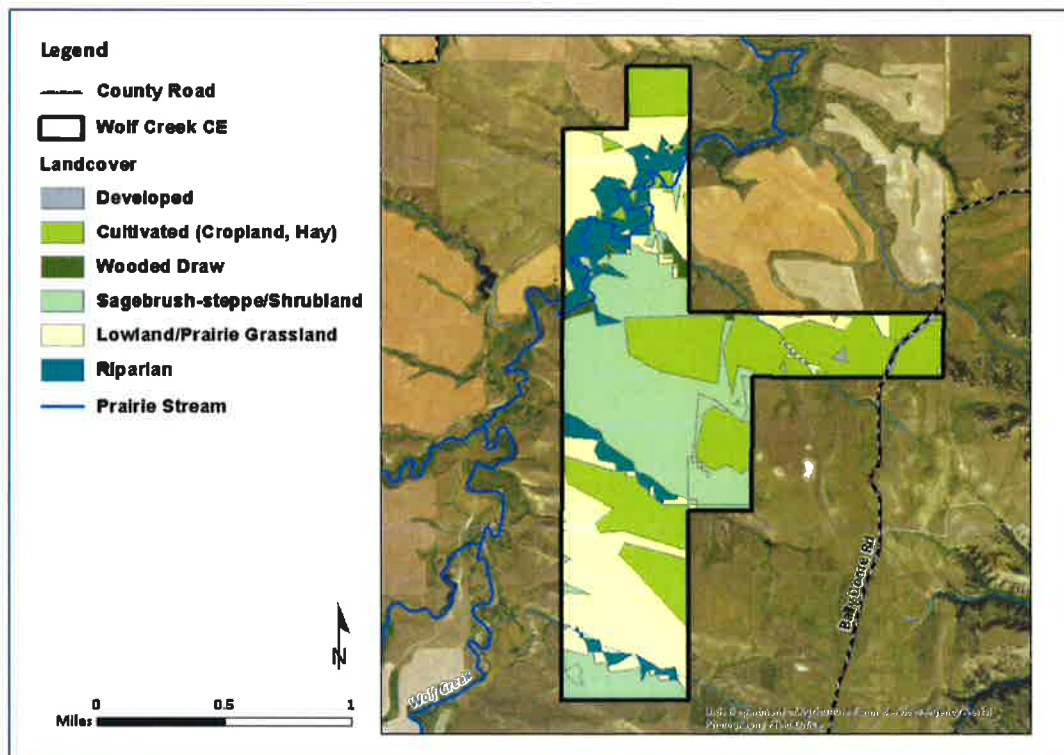 Legend
County Road
Wolf Creek CE
Landcover
Developed
Cultivated (Cropland, Hay)
Wooded Draw
Sagebrush-steppe/Shrubland
Lowland/Prairie Grassland
Riparian
Prairie Stream
N
0 0.5 1
Miles
Wolf Creek
Rd